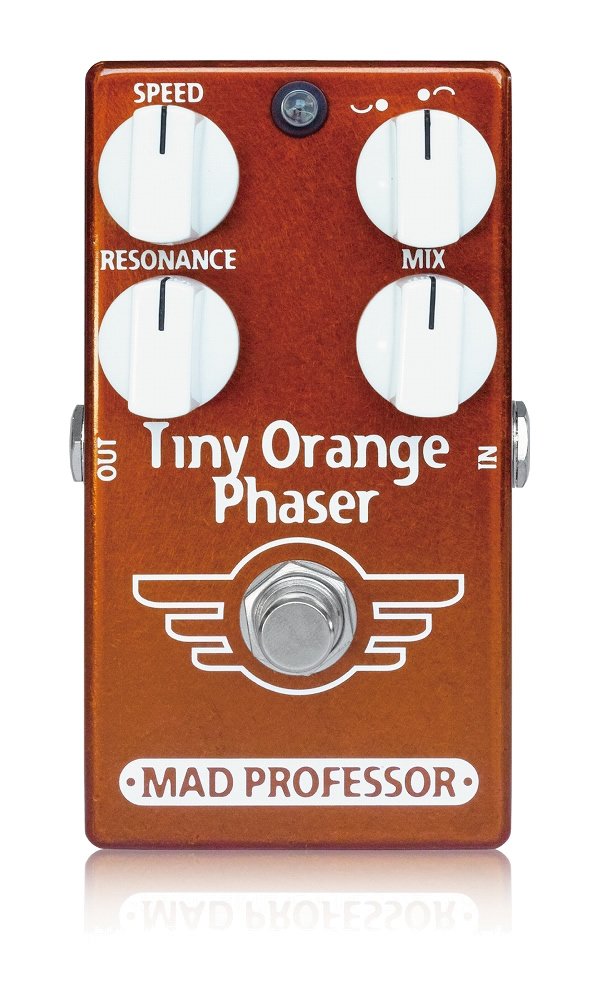 SPEED
RESONANCE
MIX
OUT
IN
Tiny Orange
Phaser
·MAD PROFESSOR·